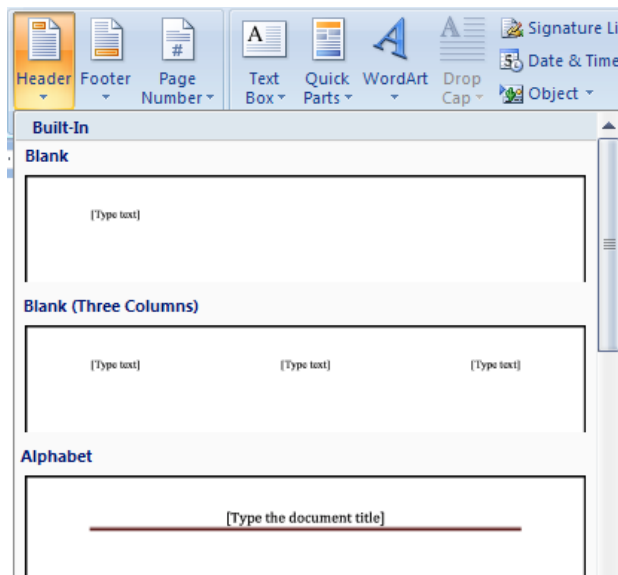 Header Footer Page Number
Text Box Quick Parts WordArt Drop Cap
Signature Li
Date & Time
Object
Built-In
Blank
[Type text]
Blank (Three Columns)
[Type text] [Type text] [Type text]
Alphabet
[Type the document title]